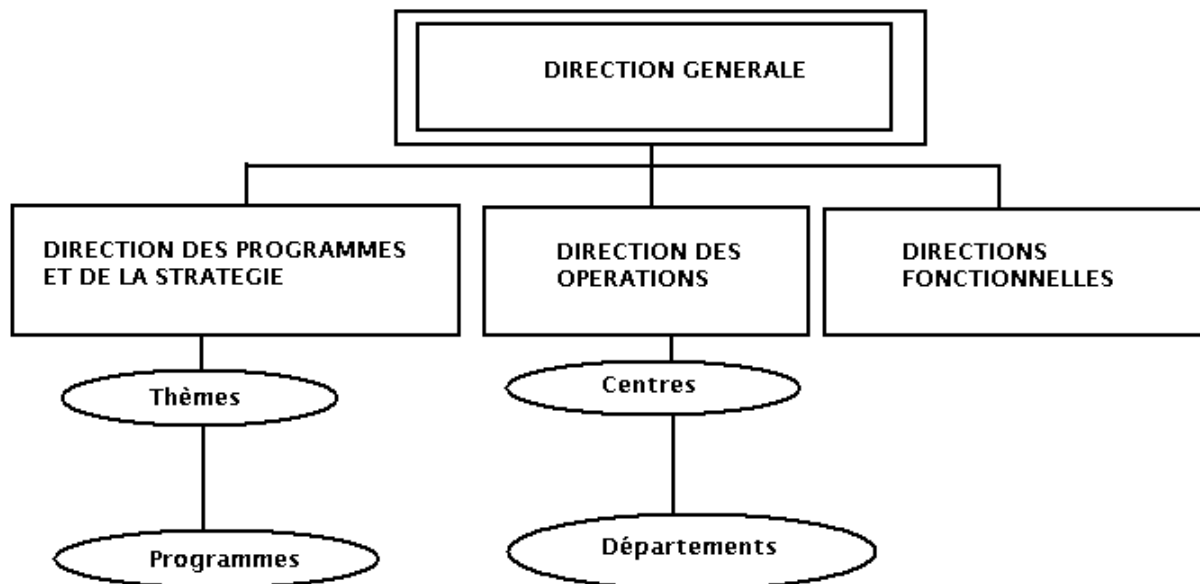 DIRECTION GENERALE
DIRECTION DES PROGRAMMES
ET DE LA STRATEGIE
DIRECTION DES
OPERATIONS
DIRECTIONS
FONCTIONNELLES
Thèmes
Centres
Programmes
Départements